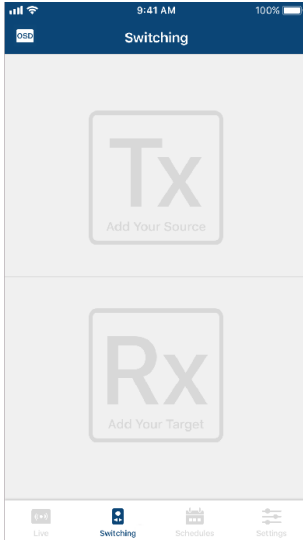 9:41 AM
100%
OSD
Switching
Tx
Add Your Source
Rx
Add Your Target
Live
Switching
Schedules
Settings